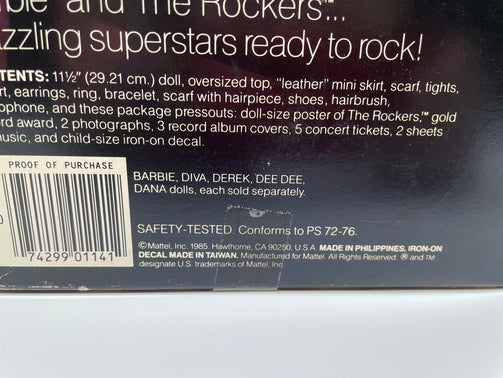 and The Rockers™...
zzling superstars ready to rock!
TENTS: 11½" (29.21 cm.) doll, oversized top, "leather" mini skirt, scarf, tights,
rt, earrings, ring, bracelet, scarf with hairpiece, shoes, hairbrush,
ophone, and these package pressouts: doll-size poster of The Rockers,™ gold
rd award, 2 photographs, 3 record album covers, 5 concert tickets, 2 sheets
usic, and child-size iron-on decal.
PROOF OF PURCHASE
74299 01141
BARBIE, DIVA, DEREK, DEE DEE,
DANA dolls, each sold separately.
SAFETY-TESTED. Conforms to PS 72-76.
©Mattel, Inc. 1985. Hawthorne, CA 90250, U.S.A. MADE IN PHILIPPINES. IRON-ON
DECAL MADE IN TAIWAN. Manufactured for Mattel. All Rights Reserved. ® and TM
designate U.S. trademarks of Mattel, Inc.